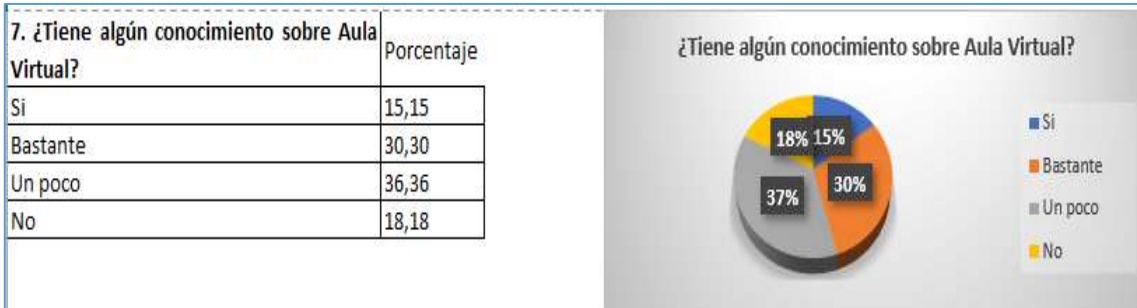 7. ¿Tiene algún conocimiento sobre Aula
Virtual?
Porcentaje
Si 15,15
Bastante 30,30
Un poco 36,36
No 18,18
¿Tiene algún conocimiento sobre Aula Virtual?
18% 15%
37% 30%
Si
Bastante
Un poco
No